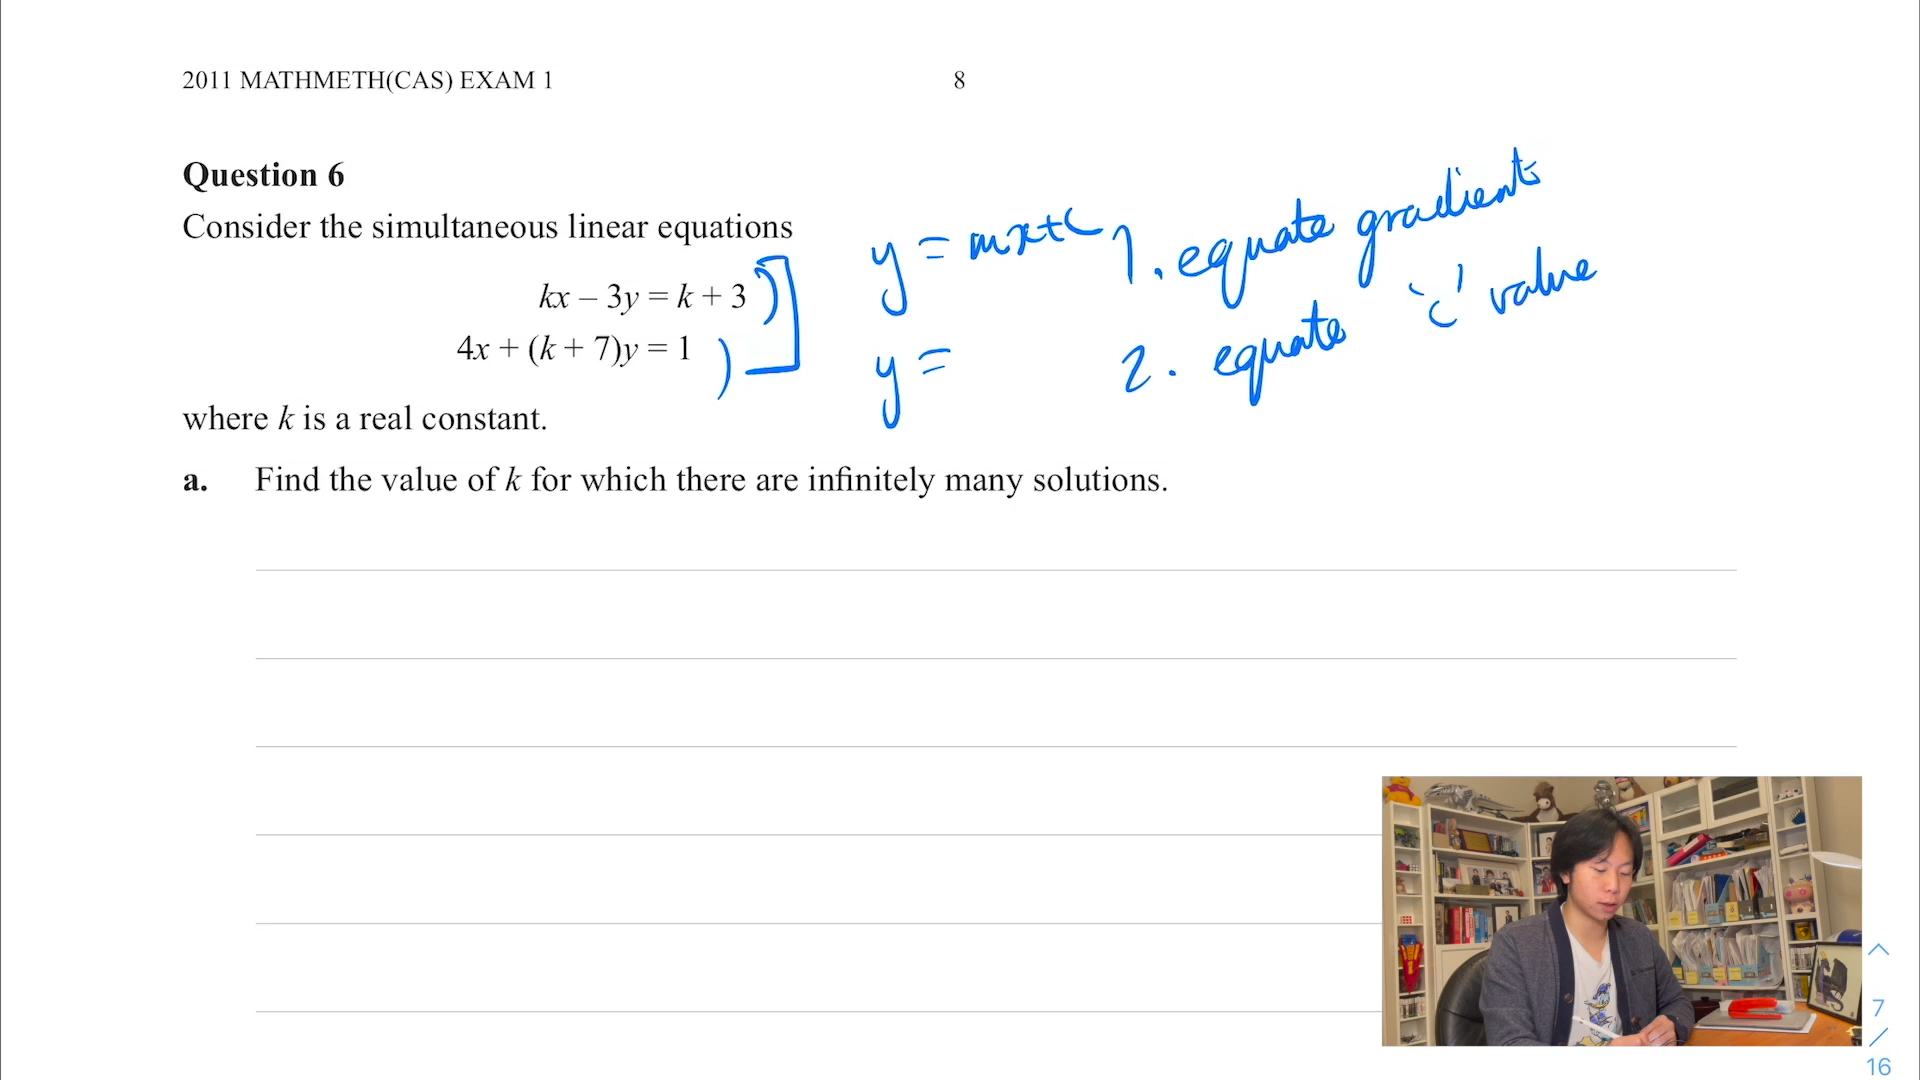 2011 MATHMETH(CAS) EXAM 1 8
Question 6
Consider the simultaneous linear equations
kx – 3y = k + 3
4x + (k + 7)y = 1
where k is a real constant.
y = mx+c
y =
1. equate gradients
2. equate 'c' value
a. Find the value of k for which there are infinitely many solutions.
7
/
16